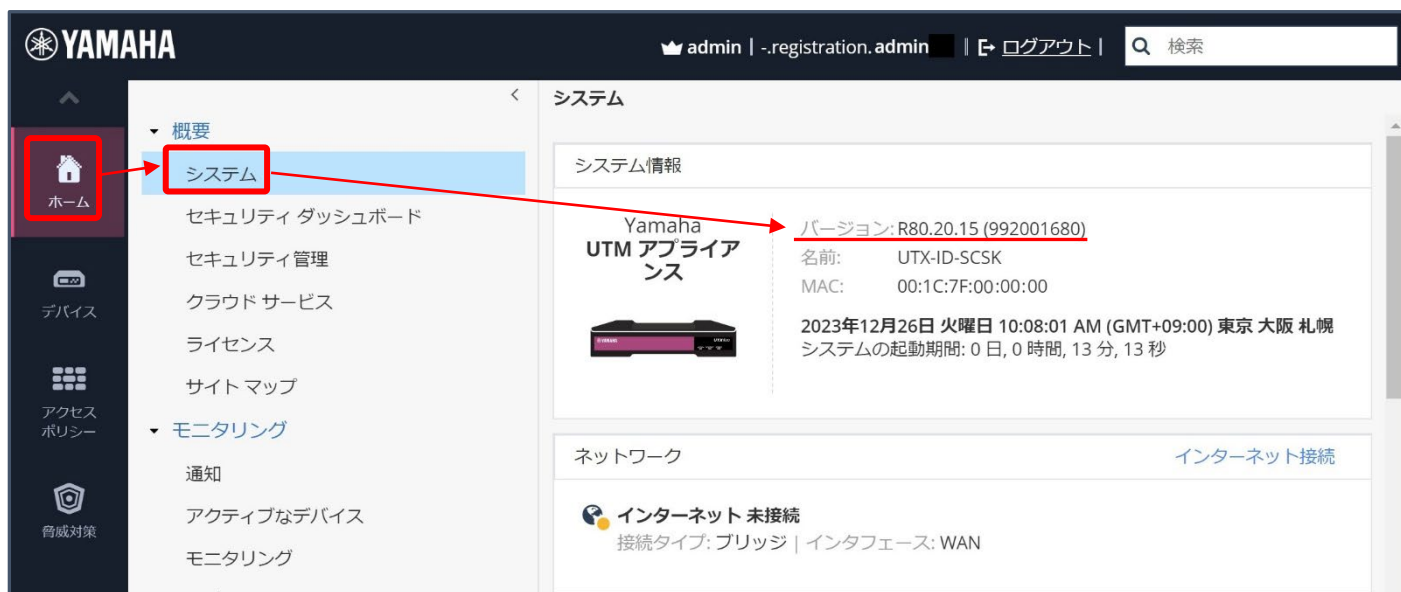 YAMAHA
admin | -.registration.admin | ログアウト |
検索
ホーム
デバイス
アクセス
ポリシー
脅威対策
概要
システム
セキュリティ ダッシュボード
セキュリティ管理
クラウド サービス
ライセンス
サイト マップ
モニタリング
通知
アクティブなデバイス
モニタリング
システム
システム情報
Yamaha
UTM アプライア
ンス
バージョン: R80.20.15 (992001680)
名前: UTX-ID-SCSK
MAC: 00:1C:7F:00:00:00
2023年12月26日 火曜日 10:08:01 AM (GMT+09:00) 東京 大阪 札幌
システムの起動期間: 0 日, 0 時間, 13 分, 13 秒
ネットワーク
インターネット接続
インターネット 未接続
接続タイプ: ブリッジ | インタフェース: WAN